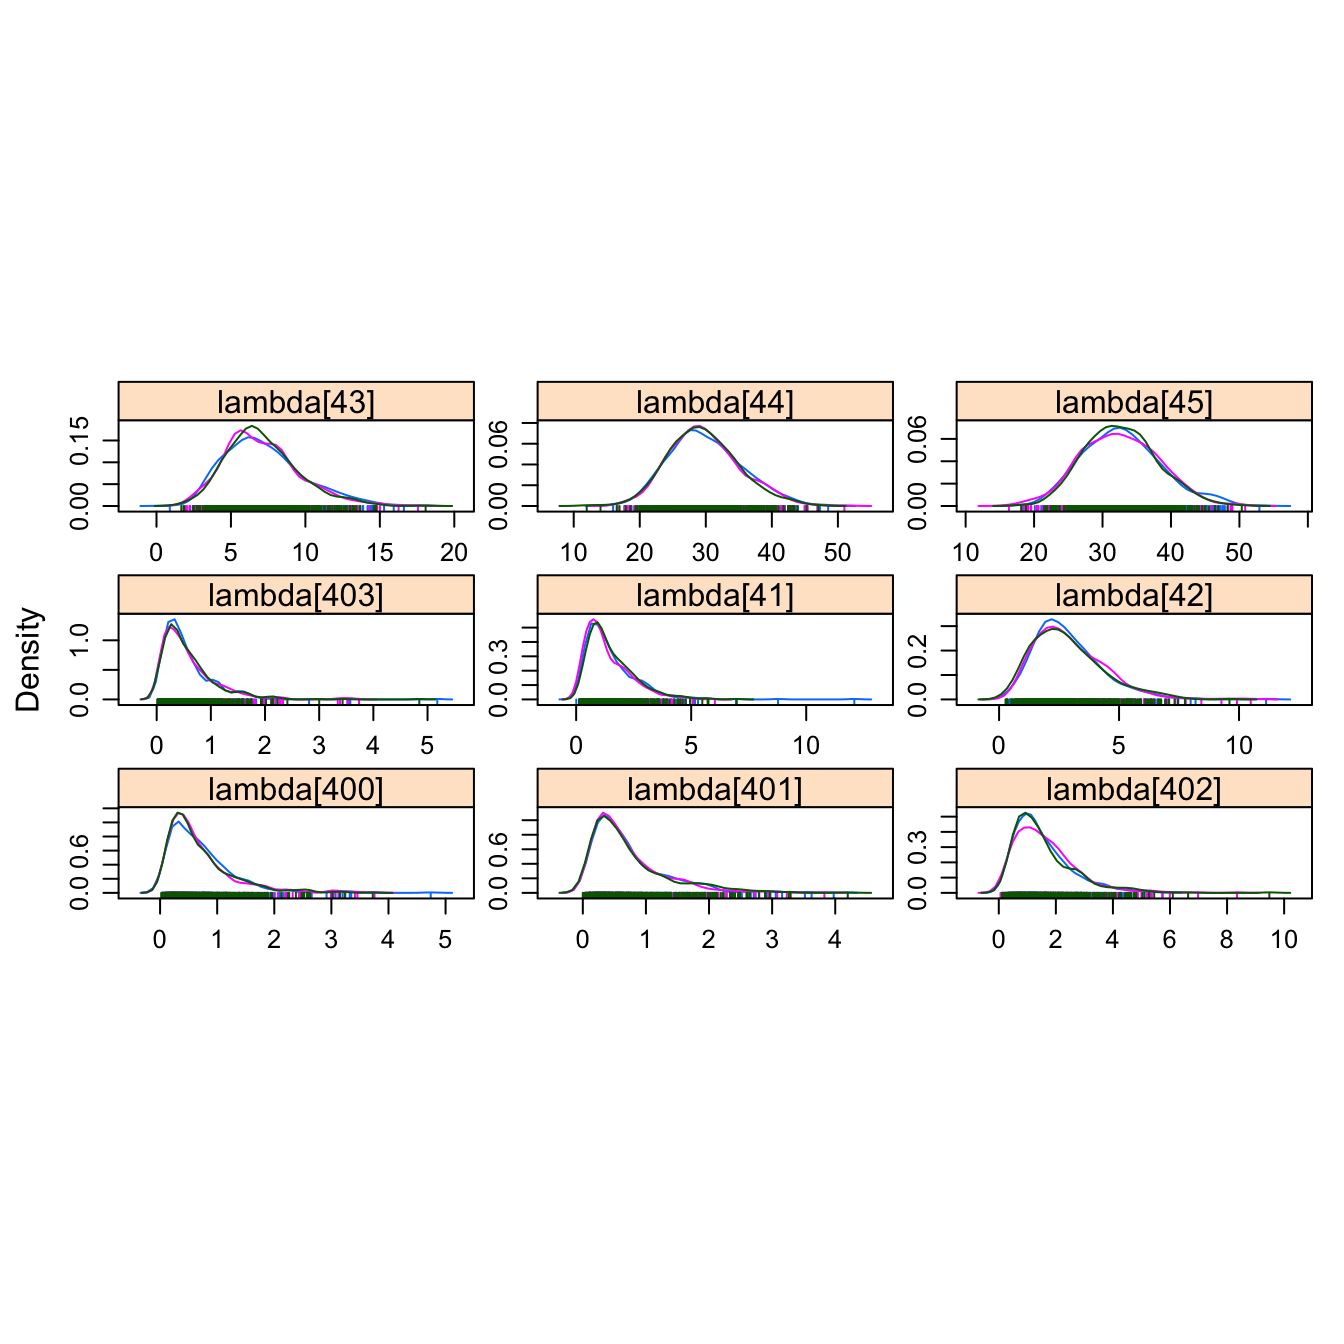 lambda[43] lambda[44] lambda[45]
0.00 0.15 0.00 0.06 0.00 0.06
0 5 10 15 20 10 20 30 40 50 10 20 30 40 50
lambda[403] lambda[41] lambda[42]
Density
0.0 1.0 0.0 0.3 0.0 0.2
0 1 2 3 4 5 0 5 10 0 5 10
lambda[400] lambda[401] lambda[402]
0.0 0.6 0.0 0.6 0.0 0.3
0 1 2 3 4 5 0 1 2 3 4 0 2 4 6 8 10